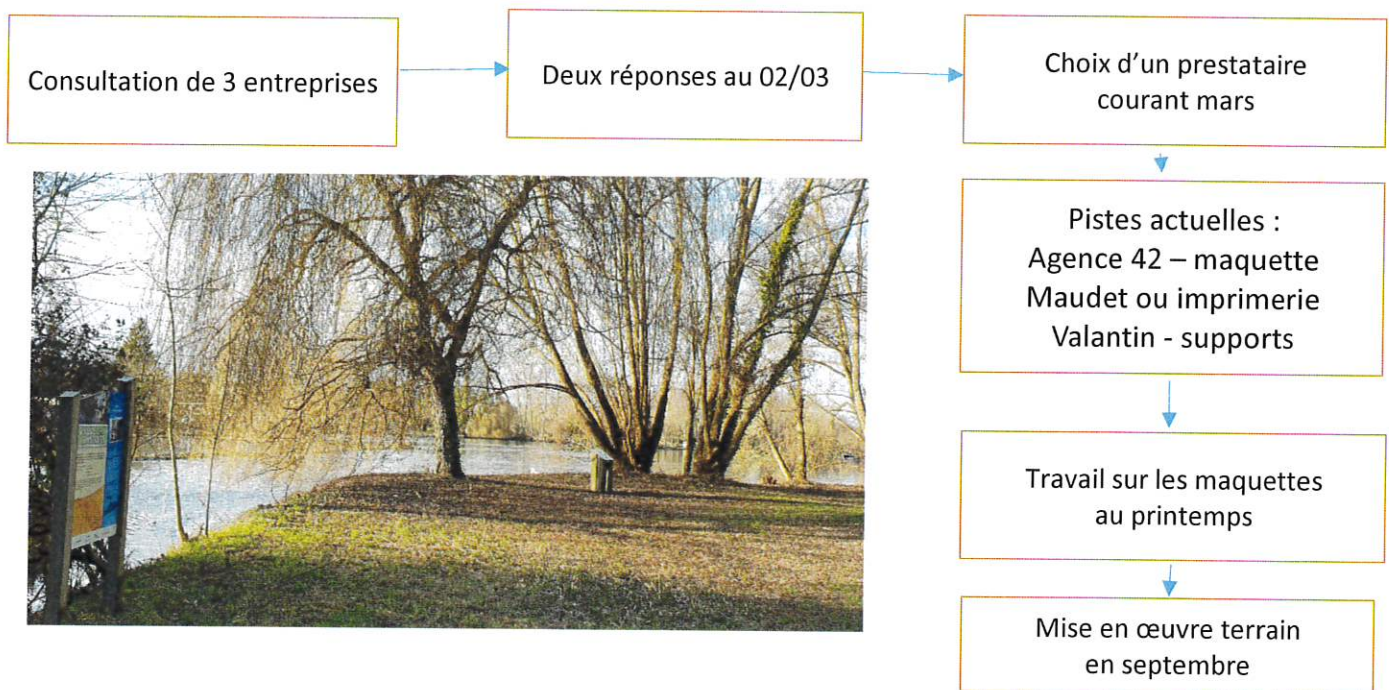 Consultation de 3 entreprises
Deux réponses au 02/03
Choix d’un prestataire
courant mars
Pistes actuelles :
Agence 42 – maquette
Maudet ou imprimerie
Valantin - supports
Travail sur les maquettes
au printemps
Mise en œuvre terrain
en septembre